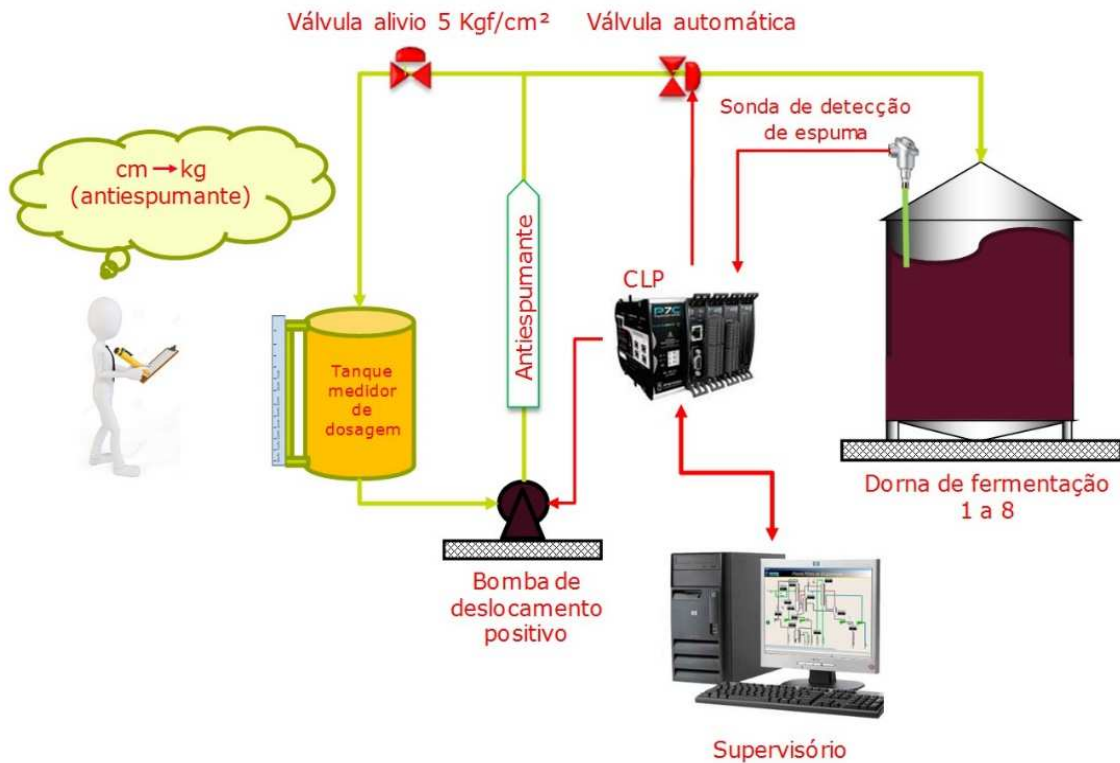 Válvula alivio 5 Kgf/cm²
Válvula automática
Sonda de detecção
de espuma
cm→kg
(antiespumante)
CLP
Antiespumante
Tanque
medidor
de
dosagem
Dorna de fermentação
1 a 8
Bomba de
deslocamento
positivo
Supervisório